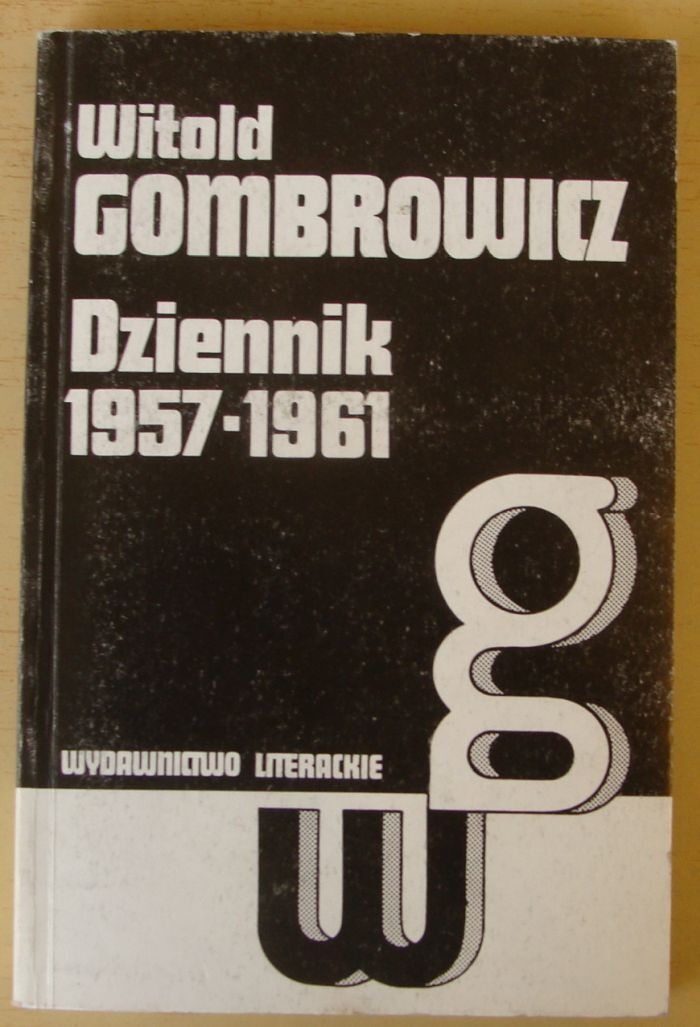 Witold
GOMBROWICZ
Dziennik
1957-1961
g
WYDAWNICTWO LITERACKIE
w